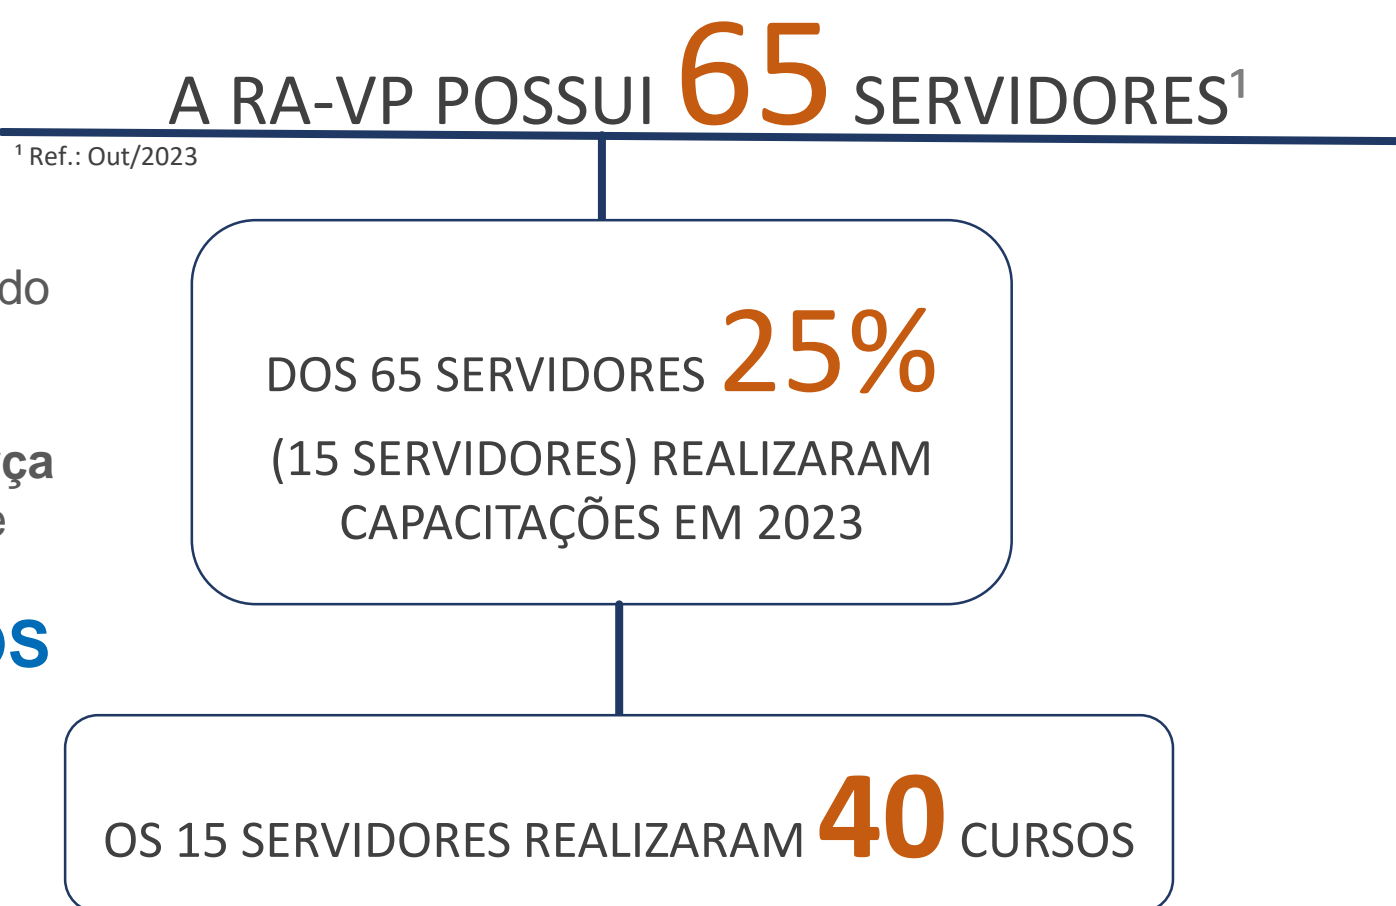 A RA-VP POSSUI 65 SERVIDORES¹
¹ Ref.: Out/2023
do
DOS 65 SERVIDORES 25%
(15 SERVIDORES) REALIZARAM
CAPACITAÇÕES EM 2023
ça
e
os
OS 15 SERVIDORES REALIZARAM 40 CURSOS